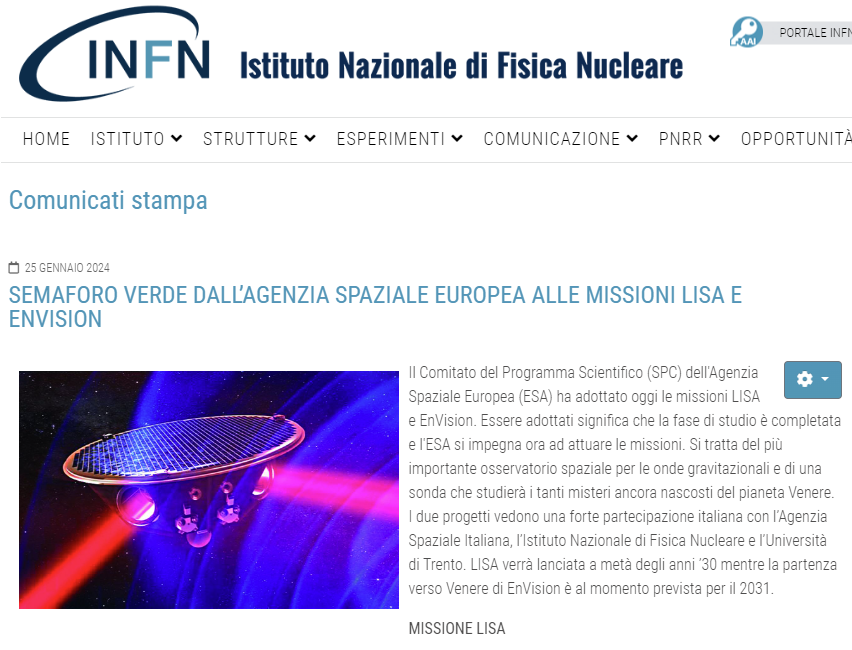 INFN Istituto Nazionale di Fisica Nucleare
AAI PORTALE INFN
HOME ISTITUTO STRUTTURE ESPERIMENTI COMUNICAZIONE PNRR OPPORTUNITÀ
Comunicati stampa
25 GENNAIO 2024
SEMAFORO VERDE DALL’AGENZIA SPAZIALE EUROPEA ALLE MISSIONI LISA E
ENVISION
Il Comitato del Programma Scientifico (SPC) dell'Agenzia
Spaziale Europea (ESA) ha adottato oggi le missioni LISA
e EnVision. Essere adottati significa che la fase di studio è completata
e l'ESA si impegna ora ad attuare le missioni. Si tratta del più
importante osservatorio spaziale per le onde gravitazionali e di una
sonda che studierà i tanti misteri ancora nascosti del pianeta Venere.
I due progetti vedono una forte partecipazione italiana con l’Agenzia
Spaziale Italiana, l’Istituto Nazionale di Fisica Nucleare e l’Università
di Trento. LISA verrà lanciata a metà degli anni ’30 mentre la partenza
verso Venere di EnVision è al momento prevista per il 2031.
MISSIONE LISA